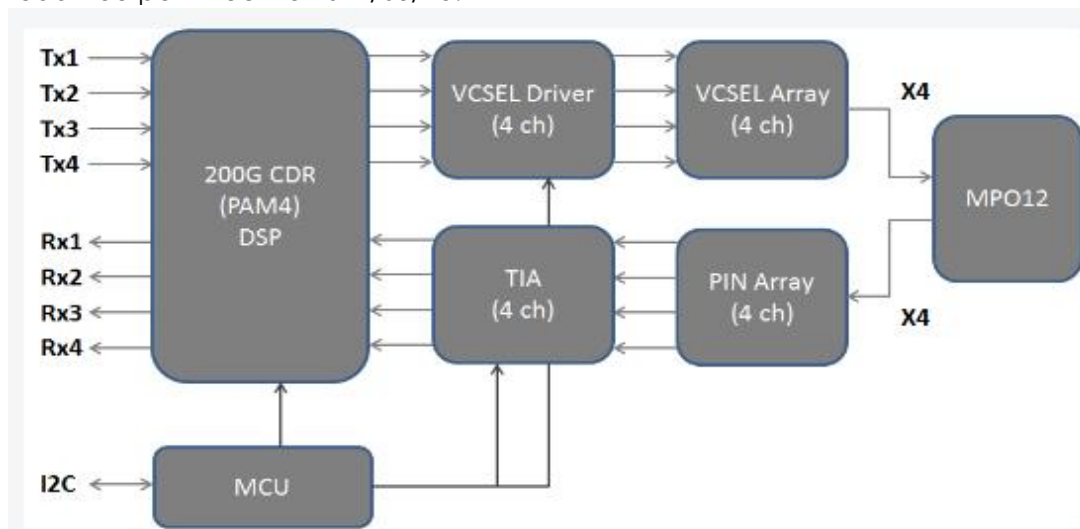 Tx1
Tx2
Tx3
Tx4
Rx1
Rx2
Rx3
Rx4
I2C
200G CDR
(PAM4)
DSP
MCU
VCSEL Driver
(4 ch)
TIA
(4 ch)
VCSEL Array
(4 ch)
PIN Array
(4 ch)
X4
X4
MPO12